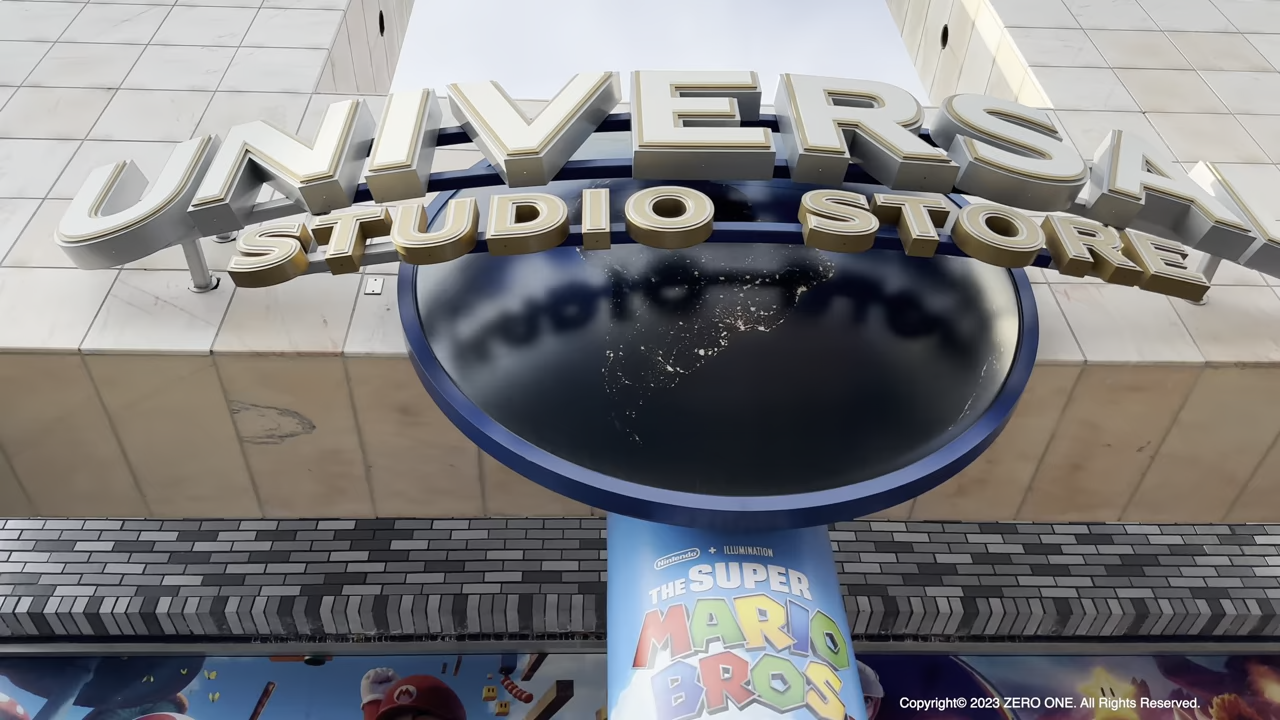 UNIVERSAL
STUDIO STORE
Nintendo + ILLUMINATION
THE SUPER
MARIO
BROS
Copyright© 2023 ZERO ONE. All Rights Reserved.